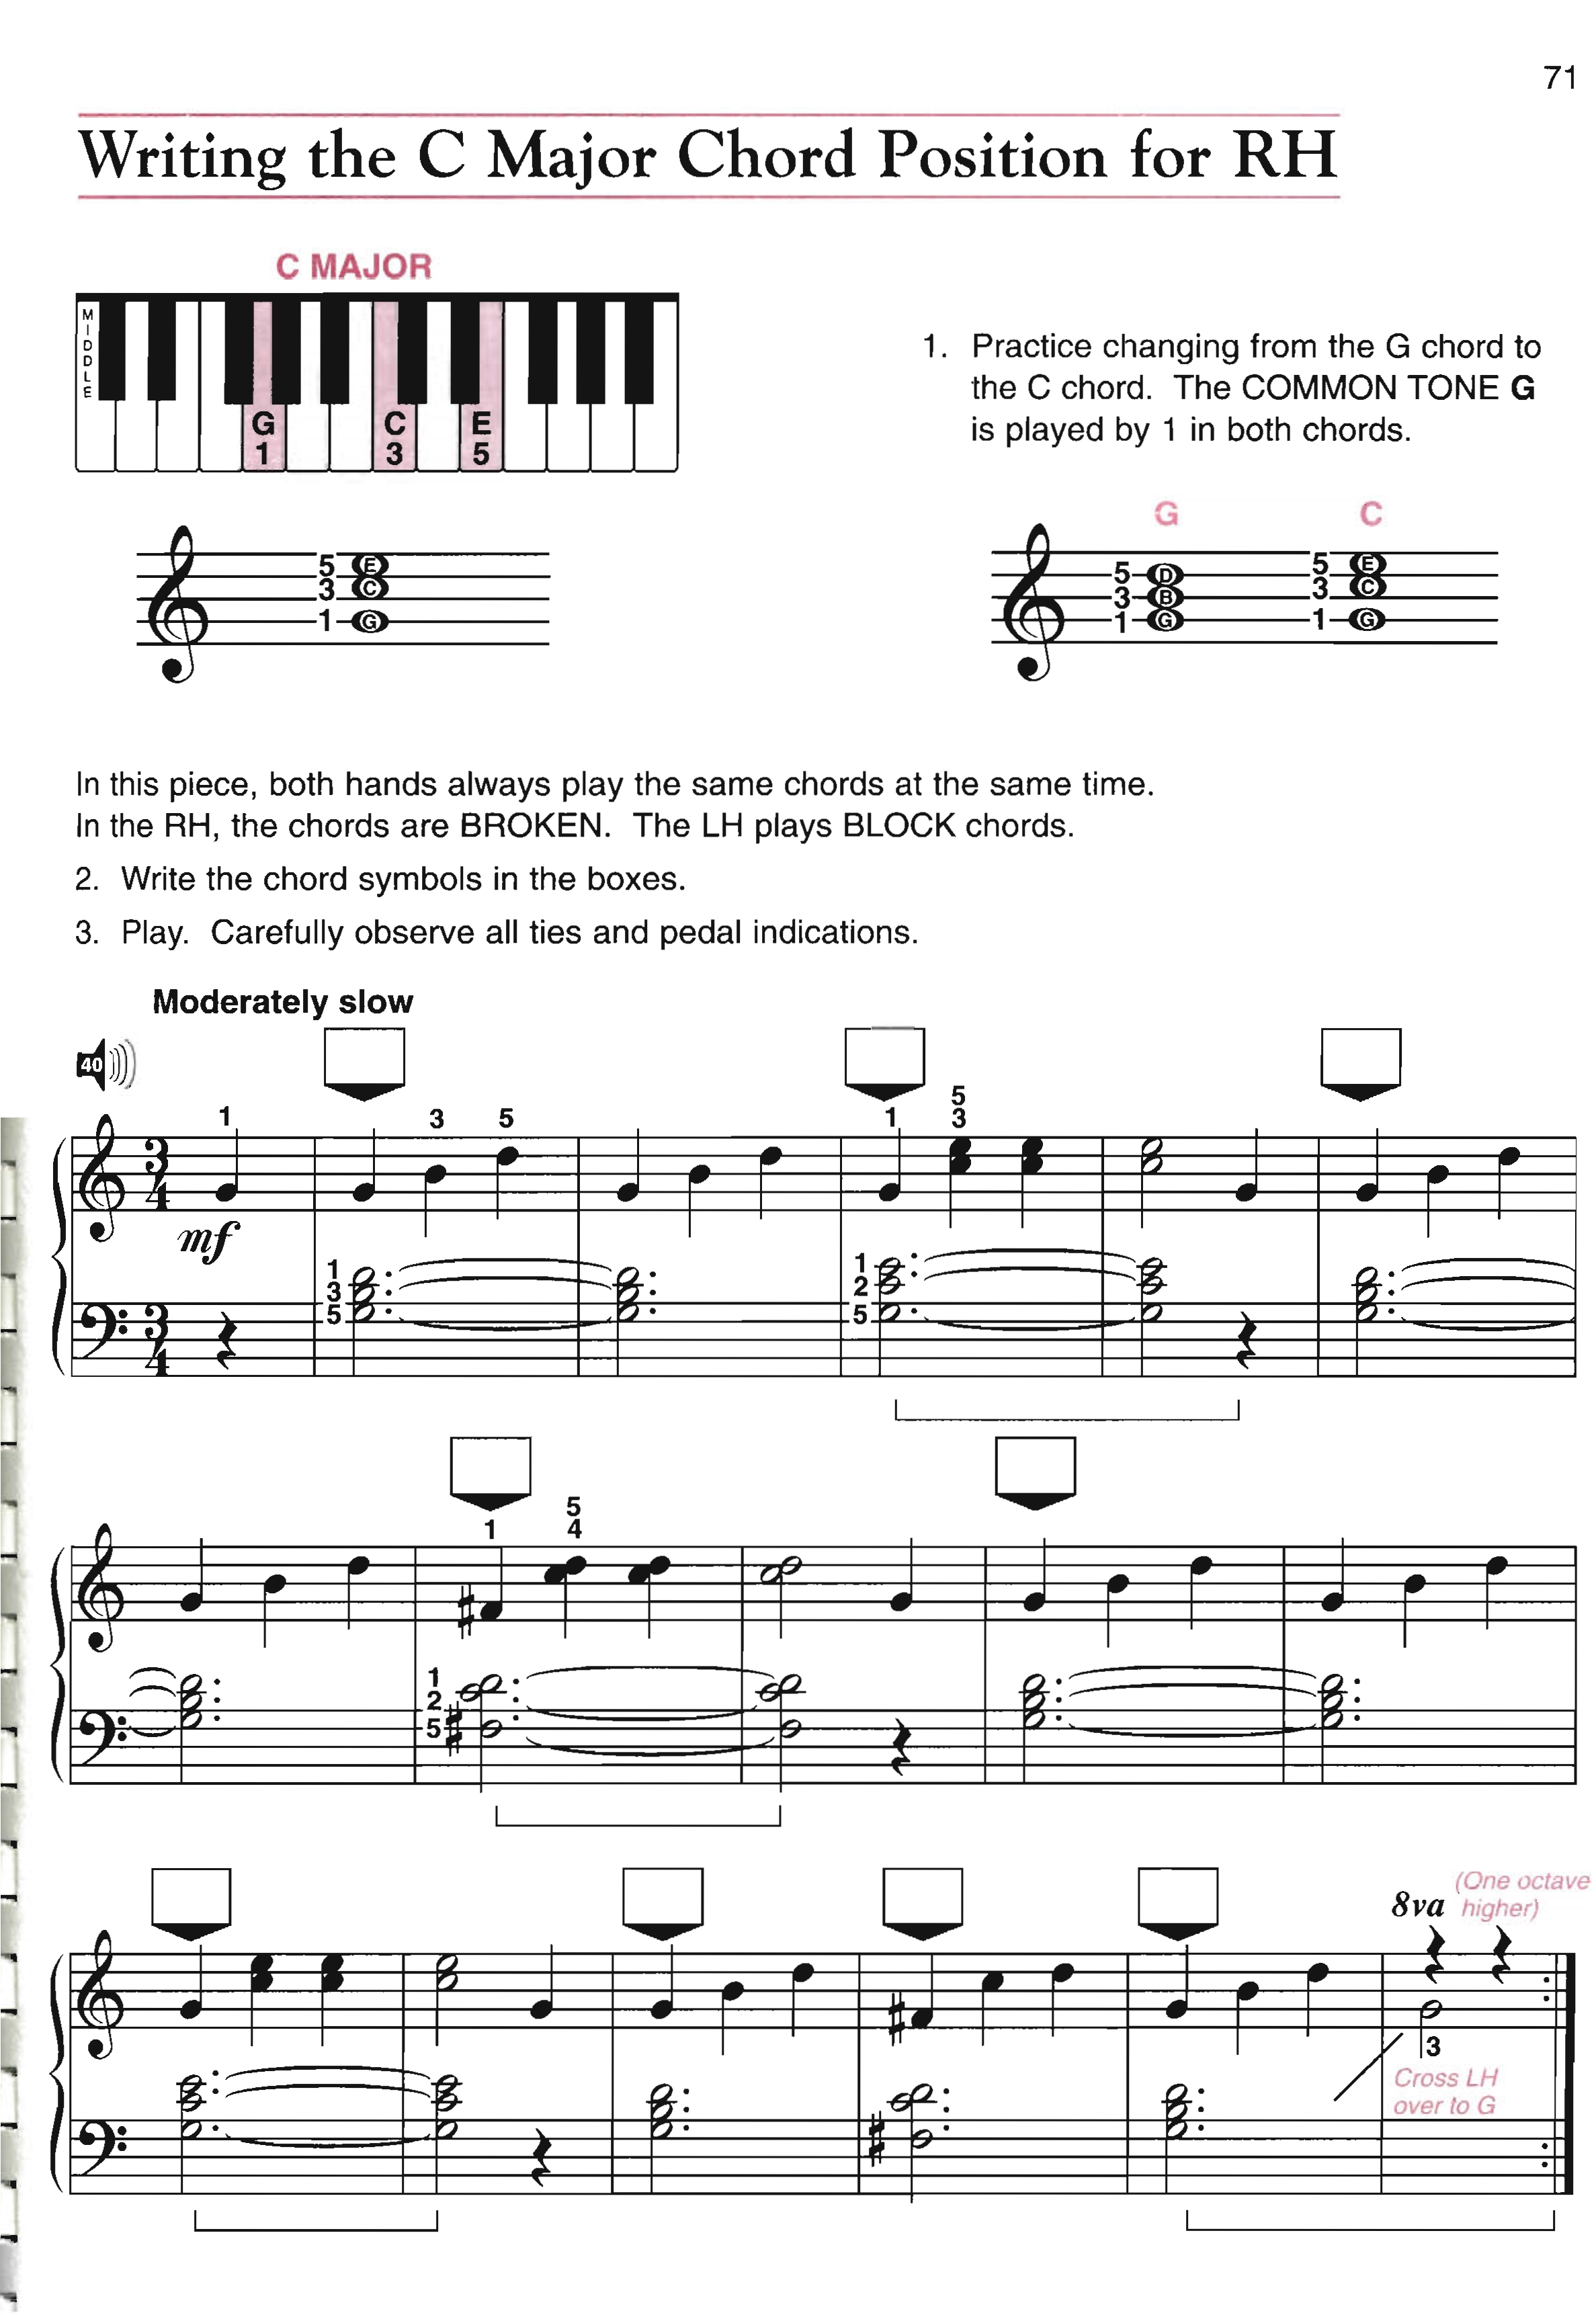 71
Writing the C Major Chord Position for RH
C MAJOR
MIDDLE
G C E
1 3 5
1. Practice changing from the G chord to
the C chord. The COMMON TONE G
is played by 1 in both chords.
G C
5 E
3 C
1 G
5 D 5 E
3 B 3 C
1 G 1 G
In this piece, both hands always play the same chords at the same time.
In the RH, the chords are BROKEN. The LH plays BLOCK chords.
2. Write the chord symbols in the boxes.
3. Play. Carefully observe all ties and pedal indications.
Moderately slow
40
5
1 3 5 1 3
3
4
mf
1 1
3 2
5 5
3
4
5
1 4
1
2
5
(One octave
8va higher)
3
Cross LH
over to G